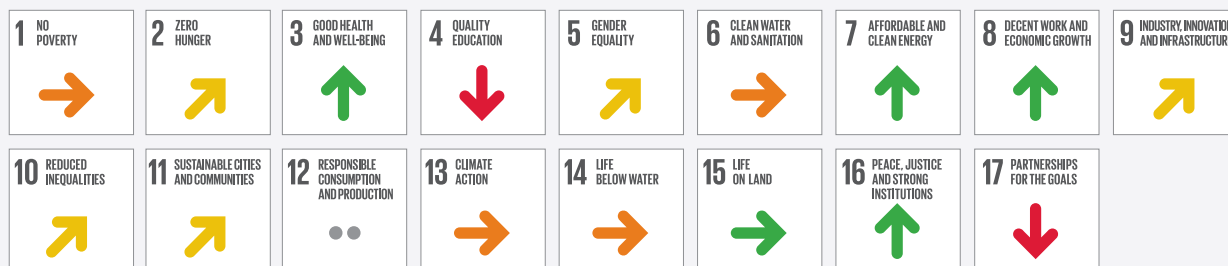 1 NO
POVERTY
2 ZERO
HUNGER
3 GOOD HEALTH
AND WELL-BEING
4 QUALITY
EDUCATION
5 GENDER
EQUALITY
6 CLEAN WATER
AND SANITATION
7 AFFORDABLE AND
CLEAN ENERGY
8 DECENT WORK AND
ECONOMIC GROWTH
9 INDUSTRY, INNOVATION
AND INFRASTRUCTUR
10 REDUCED
INEQUALITIES
11 SUSTAINABLE CITIES
AND COMMUNITIES
12 RESPONSIBLE
CONSUMPTION
AND PRODUCTION
13 CLIMATE
ACTION
14 LIFE
BELOW WATER
15 LIFE
ON LAND
16 PEACE, JUSTICE
AND STRONG
INSTITUTIONS
17 PARTNERSHIPS
FOR THE GOALS